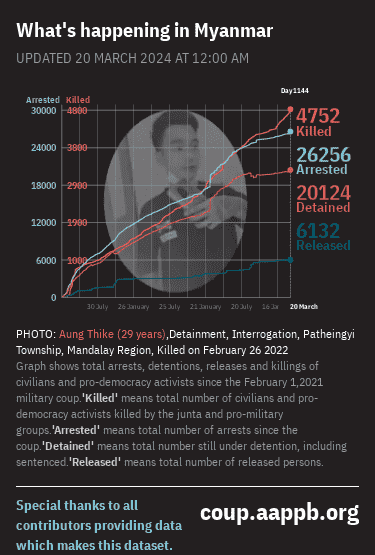 What's happening in Myanmar
UPDATED 20 MARCH 2024 AT 12:00 AM
Day1144
Arrested Killed
30000 4800
4752
Killed
24000 3800
26256
Arrested
18000 2900
20124
Detained
12000 1900
6132
Released
6000 1000
0
30 July 26 January 25 July 21 January 20 July 16 Ja 20 March
PHOTO: Aung Thike (29 years),Detainment, Interrogation, Patheingyi
Township, Mandalay Region, Killed on February 26 2022
Graph shows total arrests, detentions, releases and killings of
civilians and pro-democracy activists since the February 1,2021
military coup.'Killed' means total number of civilians and pro-
democracy activists killed by the junta and pro-military
groups.'Arrested' means total number of arrests since the
coup.'Detained' means total number still under detention, including
sentenced.'Released' means total number of released persons.
Special thanks to all
contributors providing data
which makes this dataset.
coup.aappb.org